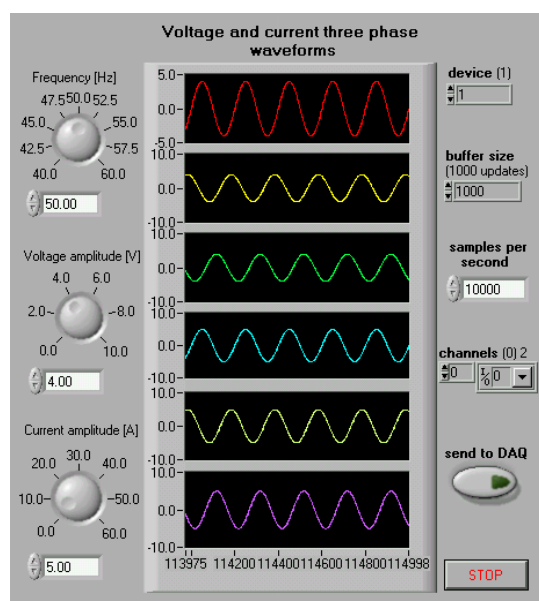 Voltage and current three phase
waveforms
Frequency [Hz]
47.5 50.0 52.5
45.0 55.0
42.5 57.5
40.0 60.0
50.00
Voltage amplitude [V]
4.0 6.0
2.0 8.0
0.0 10.0
4.00
Current amplitude [A]
30.0
20.0 40.0
10.0 50.0
0.0 60.0
5.00
5.0
0.0
-5.0
10.0
0.0
-10.0
10.0
0.0
-10.0
10.0
0.0
-10.0
10.0
0.0
-10.0
10.0
0.0
-10.0
113975 114200 114400 114600 114800 114998
device (1)
1
buffer size
(1000 updates)
1000
samples per
second
10000
channels (0) 2
0 I/O 0
send to DAQ
STOP